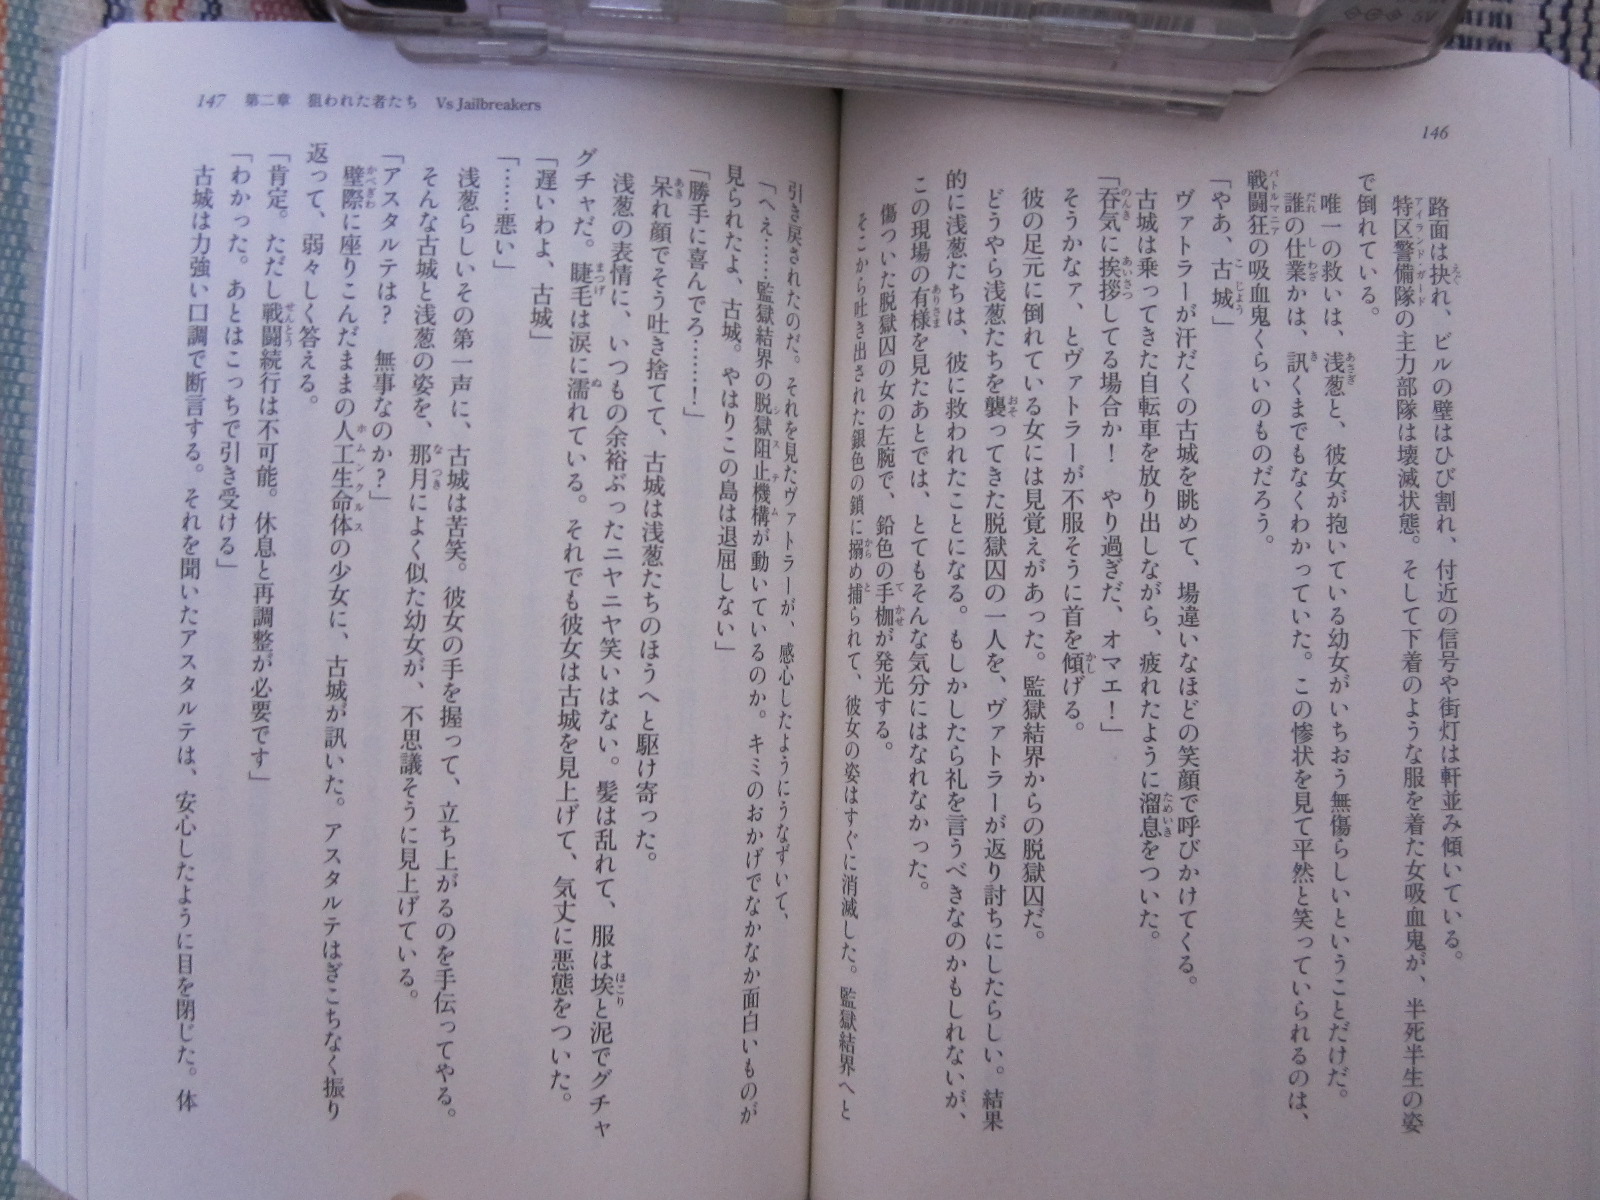 146
路面は抉れ、ビルの壁はひび割れ、付近の信号や街灯は軒並み傾いている。
特区警備隊の主力部隊は壊滅状態。そして下着のような服を着た女吸血鬼が、半死半生の姿
で倒れている。
唯一の救いは、浅葱と、彼女が抱いている幼女がいちおう無傷らしいということだけだ。
誰の仕業かは、訊くまでもなくわかっていた。この惨状を見て平然と笑っていられるのは、
戦闘狂の吸血鬼くらいのものだろう。
「やあ、古城」
ヴァトラーが汗だくの古城を眺めて、場違いなほどの笑顔で呼びかけてくる。
古城は乗ってきた自転車を放り出しながら、疲れたように溜息をついた。
「呑気に挨拶してる場合か！　やり過ぎだ、オマエ！」
そうかなァ、とヴァトラーが不服そうに首を傾げる。
彼の足元に倒れている女には見覚えがあった。監獄結界からの脱獄囚だ。
どうやら浅葱たちを襲ってきた脱獄囚の一人を、ヴァトラーが返り討ちにしたらしい。結果
的に浅葱たちは、彼に救われたことになる。もしかしたら礼を言うべきなのかもしれないが、
この現場の有様を見たあとでは、とてもそんな気分にはなれなかった。
傷ついた脱獄囚の女の左腕で、鉛色の手枷が発光する。
そこから吐き出された銀色の鎖に搦め捕られて、彼女の姿はすぐに消滅した。監獄結界へと
147 第二章 狙われた者たち Vs Jailbreakers
引き戻されたのだ。それを見たヴァトラーが、感心したようにうなずいて、
「へぇ……監獄結界の脱獄阻止機構が動いているのか。キミのおかげでなかなか面白いものが
見られたよ、古城。やはりこの島は退屈しない」
「勝手に喜んでろ……！」
呆れ顔でそう吐き捨てて、古城は浅葱たちのほうへと駆け寄った。
浅葱の表情に、いつもの余裕ぶったニヤニヤ笑いはない。髪は乱れて、服は埃と泥でグチャ
グチャだ。睫毛は涙に濡れている。それでも彼女は古城を見上げて、気丈に悪態をついた。
「遅いわよ、古城」
「……悪い」
浅葱らしいその第一声に、古城は苦笑。彼女の手を握って、立ち上がるのを手伝ってやる。
そんな古城と浅葱の姿を、那月によく似た幼女が、不思議そうに見上げている。
「アスタルテは？　無事なのか？」
壁際に座りこんだままの人工生命体の少女に、古城が訊いた。アスタルテはぎこちなく振り
返って、弱々しく答える。
「肯定。ただし戦闘続行は不可能。休息と再調整が必要です」
「わかった。あとはこっちで引き受ける」
古城は力強い口調で断言する。それを聞いたアスタルテは、安心したように目を閉じた。体
5V